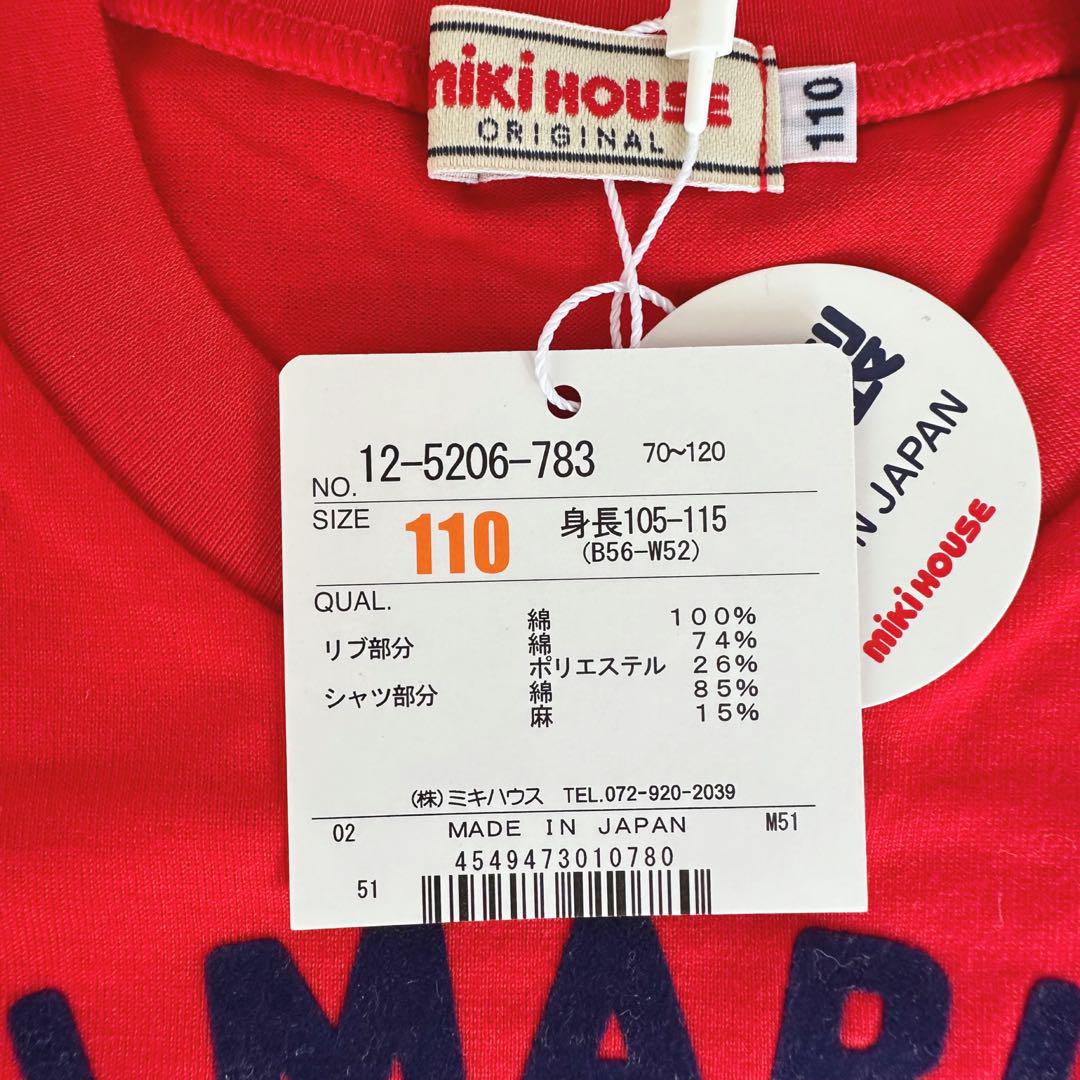 miki HOUSE
ORIGINAL
110
JAPAN
miki HOUSE
NO. 12-5206-783 70~120
SIZE 110 身長105-115
(B56-W52)
QUAL.
綿 100%
リブ部分 綿 74%
ポリエステル 26%
シャツ部分 綿 85%
麻 15%
(株)ミキハウス TEL.072-920-2039
02 MADE IN JAPAN M51
4549473010780
51